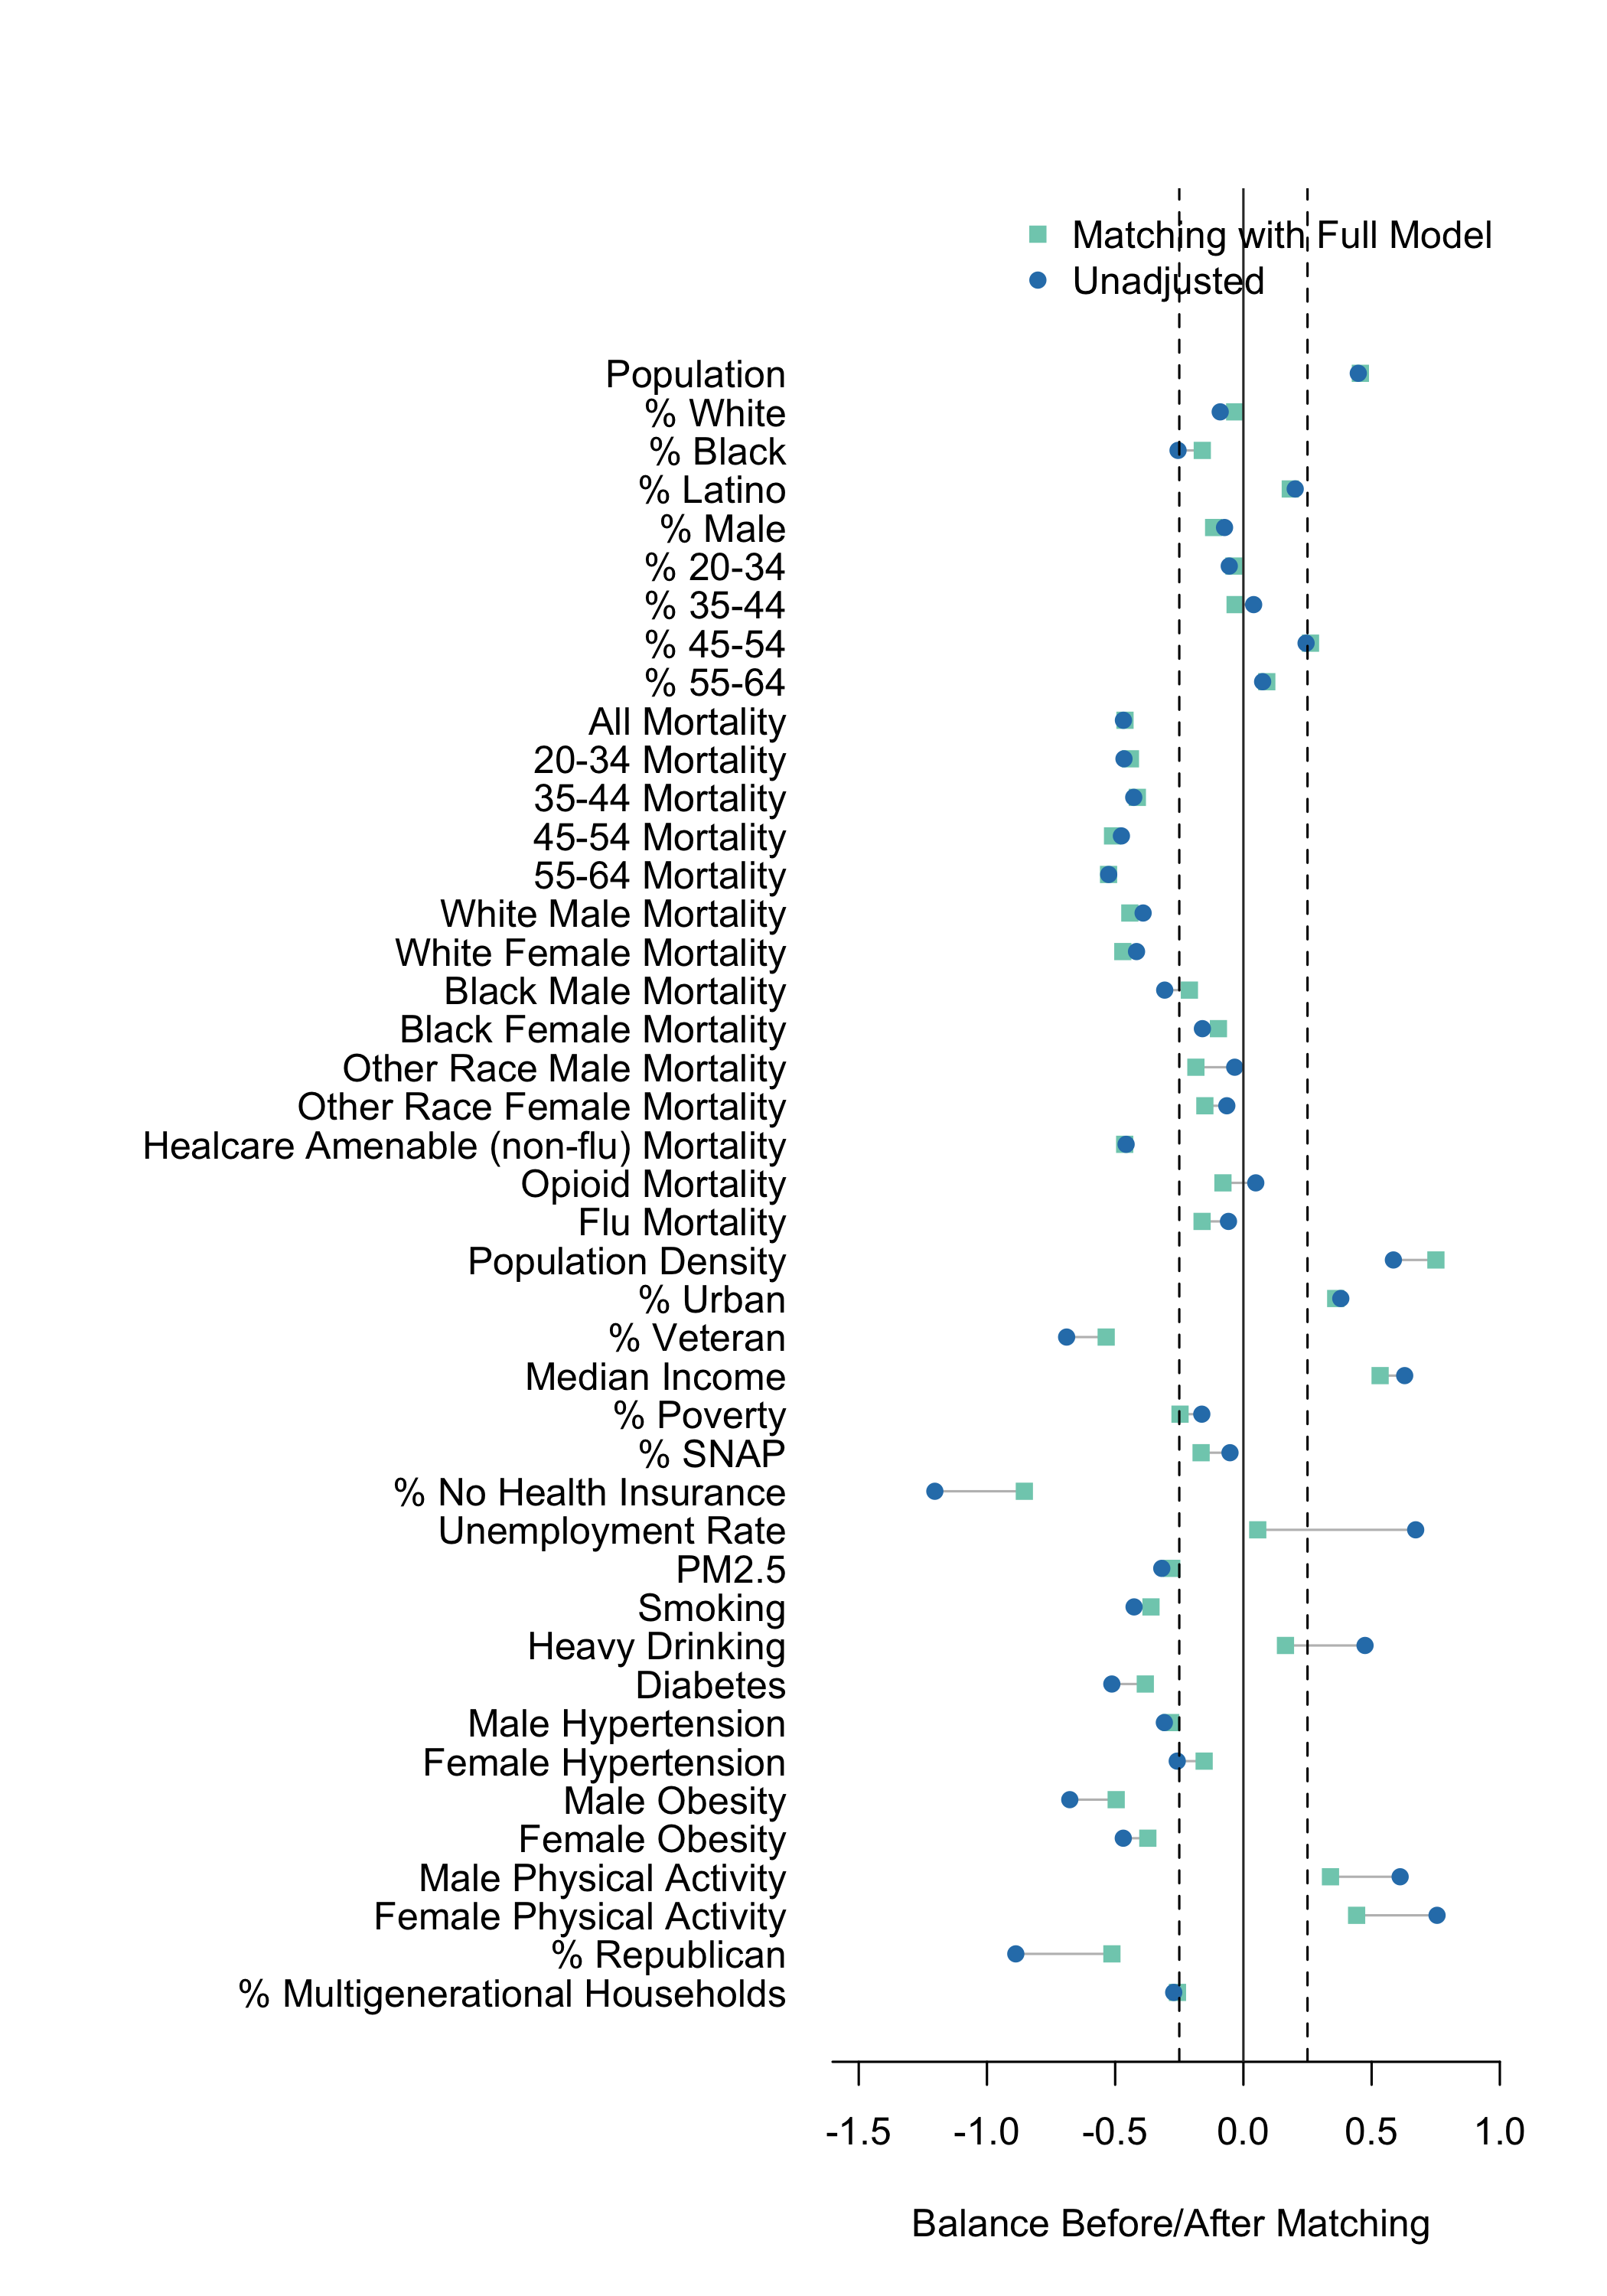 Matching with Full Model
Unadjusted
Population
% White
% Black
% Latino
% Male
% 20-34
% 35-44
% 45-54
% 55-64
All Mortality
20-34 Mortality
35-44 Mortality
45-54 Mortality
55-64 Mortality
White Male Mortality
White Female Mortality
Black Male Mortality
Black Female Mortality
Other Race Male Mortality
Other Race Female Mortality
Healcare Amenable (non-flu) Mortality
Opioid Mortality
Flu Mortality
Population Density
% Urban
% Veteran
Median Income
% Poverty
% SNAP
% No Health Insurance
Unemployment Rate
PM2.5
Smoking
Heavy Drinking
Diabetes
Male Hypertension
Female Hypertension
Male Obesity
Female Obesity
Male Physical Activity
Female Physical Activity
% Republican
% Multigenerational Households
-1.5 -1.0 -0.5 0.0 0.5 1.0
Balance Before/After Matching